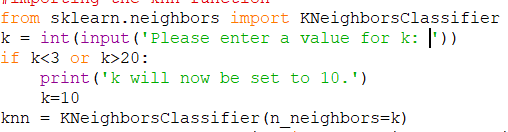 #importing the knn function
from sklearn.neighbors import KNeighborsClassifier
k = int(input('Please enter a value for k: '))
if k<3 or k>20:
    print('k will now be set to 10.')
    k=10
knn = KNeighborsClassifier(n_neighbors=k)